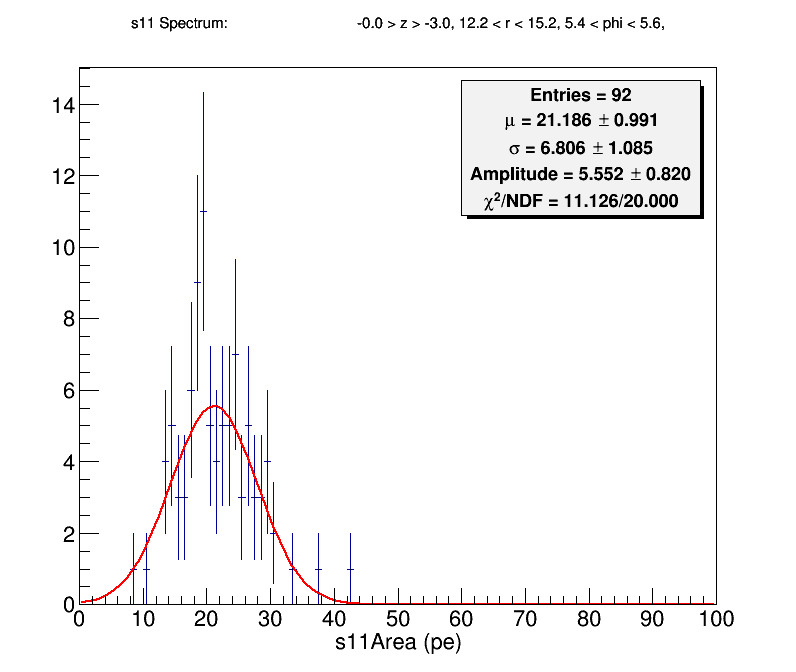 s11 Spectrum: -0.0 > z > -3.0, 12.2 < r < 15.2, 5.4 < phi < 5.6,
Entries = 92
μ = 21.186 ± 0.991
σ = 6.806 ± 1.085
Amplitude = 5.552 ± 0.820
χ²/NDF = 11.126/20.000
14
12
10
8
6
4
2
0
0 10 20 30 40 50 60 70 80 90 100
s11Area (pe)